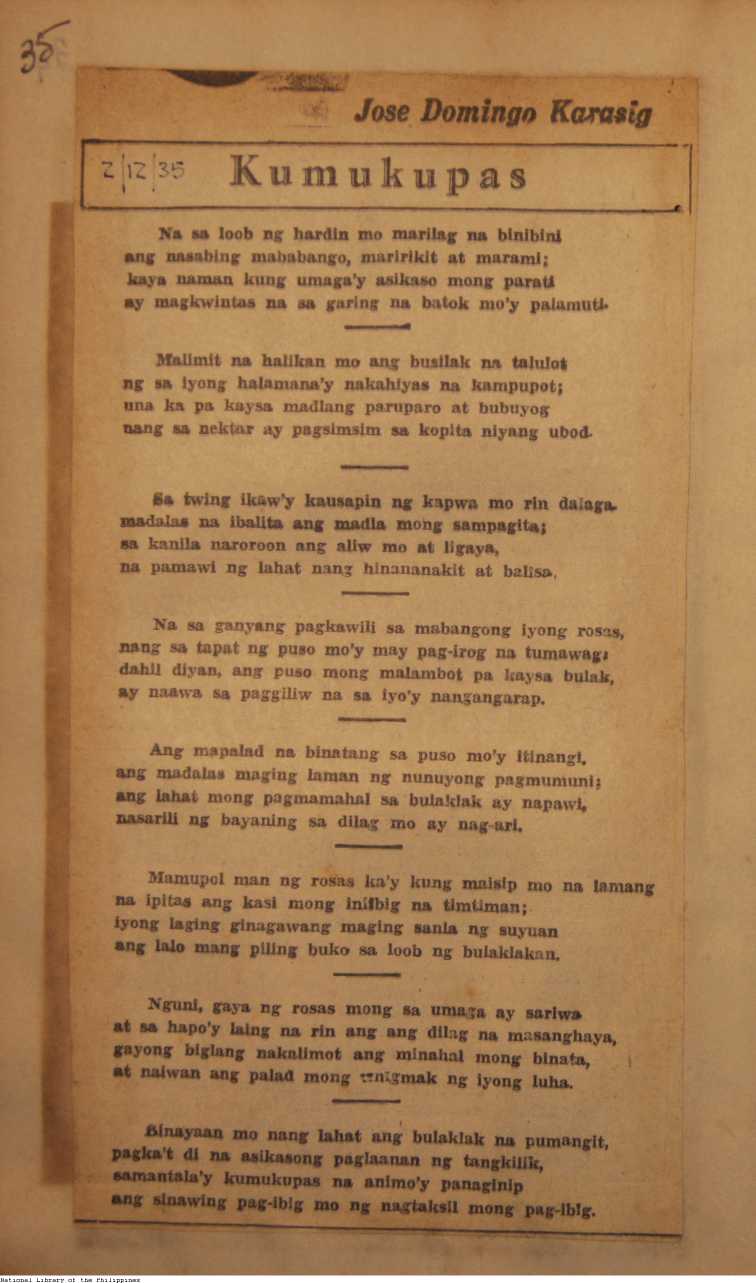 35
Jose Domingo Karasig
2/12/35 Kumukupas
Na sa loob ng hardin mo marilag na binibini
ang nasabing mababango, maririkit at marami;
kaya naman kung umaga'y asikaso mong parati
ay magkwintas na sa garing na batok mo'y palamuti.
Malimit na halikan mo ang busilak na talulot
ng sa iyong halamana'y nakahiyas na kampupot;
una ka pa kaysa madlang paruparo at bubuyog
nang sa nektar ay pagsimsim sa kopita niyang ubod.
Sa twing ikaw'y kausapin ng kapwa mo rin dalaga.
madalas na ibalita ang madla mong sampagita;
sa kanila naroroon ang aliw mo at ligaya,
na pamawi ng lahat nang hinananakit at balisa.
Na sa ganyang pagkawili sa mabangong iyong rosas,
nang sa tapat ng puso mo'y may pag-irog na tumawag;
dahil diyan, ang puso mong malambot pa kaysa bulak,
ay naawa sa paggiliw na sa iyo'y nangangarap.
Ang mapalad na binatang sa puso mo'y itinangi,
ang madalas maging laman ng nunuyong pagmumuni;
ang lahat mong pagmamahal sa bulaklak ay napawi,
nasarili ng bayaning sa dilag mo ay nag-ari.
Mamupol man ng rosas ka'y kung maisip mo na lamang
na ipitas ang kasi mong iniibig na timtiman;
iyong laging ginagawang maging sanla ng suyuan
ang lalo mang piling buko sa loob ng bulaklakan.
Nguni, gaya ng rosas mong sa umaga ay sariwa
at sa hapo'y laing na rin ang ang dilag na masanghaya,
gayong biglang nakalimot ang minahal mong binata,
at naiwan ang palad mong ng iyong luha.
Binayaan mo nang lahat ang bulaklak na pumangit,
pagka't di na asikasong paglaanan ng tangkilik,
samantala'y kumukupas na animo'y panaginip
ang sinawing pag-ibig mo ng nagtaksil mong pag-ibig.
National Library of the Philippines